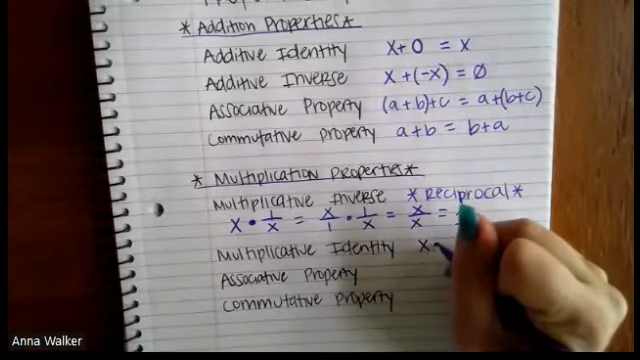 *Addition Properties*
Additive Identity x+0 = x
Additive Inverse x+(-x) = 0
Associative Property (a+b)+c = a+(b+c)
Commutative property a+b = b+a
*Multiplication Properties*
Multiplicative Inverse *Reciprocal*
x • 1/x = x/1 • 1/x = x/x =
Multiplicative Identity x
Associative Property
Commutative property
Anna Walker